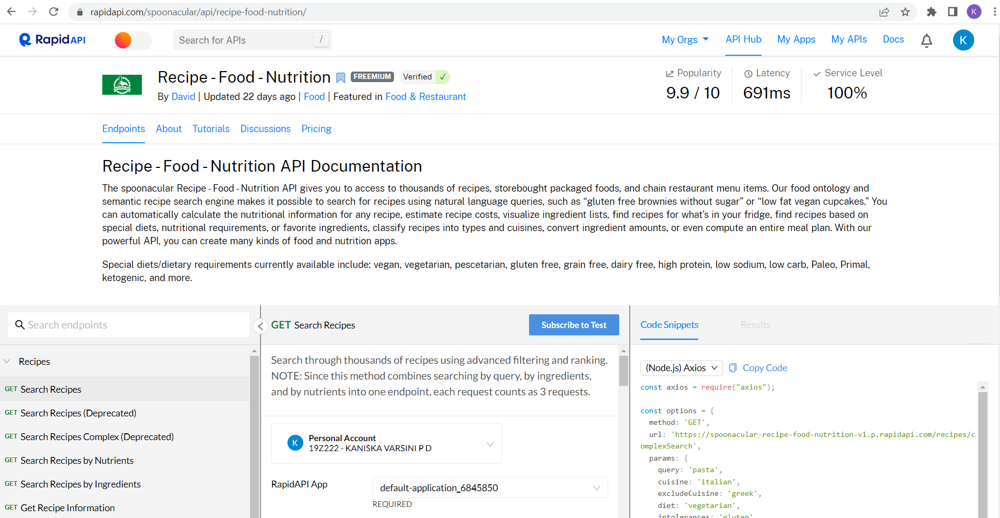 rapidapi.com/spoonacular/api/recipe-food-nutrition/
K
RapidAPI
Search for APIs
/
My Orgs
API Hub
My Apps
My APIs
Docs
K
spoonacular
Recipe - Food - Nutrition
FREEMIUM
Verified ✓
By David | Updated 22 days ago | Food | Featured in Food & Restaurant
Popularity
9.9 / 10
Latency
691ms
Service Level
100%
Endpoints
About
Tutorials
Discussions
Pricing
Recipe - Food - Nutrition API Documentation
The spoonacular Recipe - Food - Nutrition API gives you to access to thousands of recipes, storebought packaged foods, and chain restaurant menu items. Our food ontology and
semantic recipe search engine makes it possible to search for recipes using natural language queries, such as “gluten free brownies without sugar” or “low fat vegan cupcakes.” You
can automatically calculate the nutritional information for any recipe, estimate recipe costs, visualize ingredient lists, find recipes for what’s in your fridge, find recipes based on
special diets, nutritional requirements, or favorite ingredients, classify recipes into types and cuisines, convert ingredient amounts, or even compute an entire meal plan. With our
powerful API, you can create many kinds of food and nutrition apps.
Special diets/dietary requirements currently available include: vegan, vegetarian, pescetarian, gluten free, grain free, dairy free, high protein, low sodium, low carb, Paleo, Primal,
ketogenic, and more.
Search endpoints
Recipes
GET Search Recipes
GET Search Recipes (Deprecated)
GET Search Recipes Complex (Deprecated)
GET Search Recipes by Nutrients
GET Search Recipes by Ingredients
GET Get Recipe Information
GET Search Recipes
Subscribe to Test
Search through thousands of recipes using advanced filtering and ranking.
NOTE: Since this method combines searching by query, by ingredients,
and by nutrients into one endpoint, each request counts as 3 requests.
K
Personal Account
19Z222 - KANISKA VARSINI P D
RapidAPI App
default-application_6845850
REQUIRED
Code Snippets
Results
(Node.js) Axios
Copy Code
const axios = require("axios");
const options = {
method: 'GET',
url: 'https://spoonacular-recipe-food-nutrition-v1.p.rapidapi.com/recipes/c
omplexSearch',
params: {
query: 'pasta',
cuisine: 'italian',
excludeCuisine: 'greek',
diet: 'vegetarian',
intolerances: 'gluten'